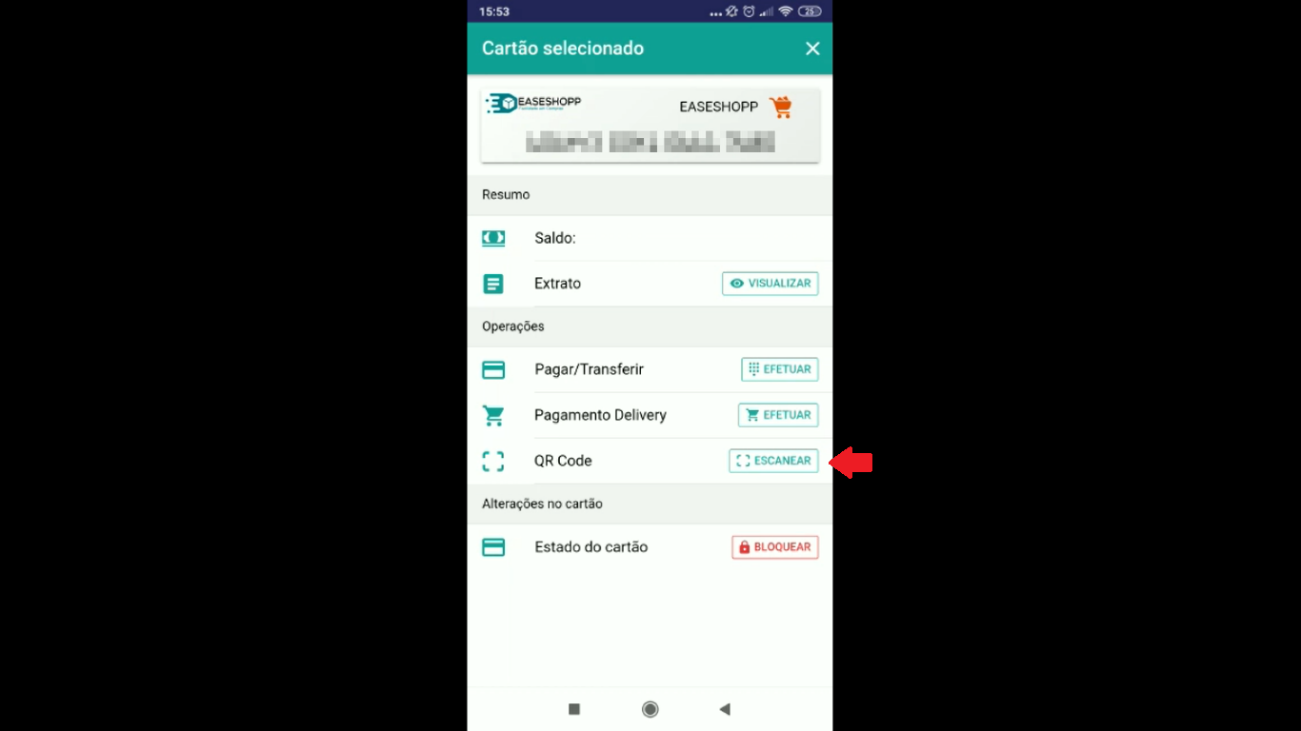 15:53
25
Cartão selecionado
EASESHOPP
EASESHOPP
Resumo
Saldo:
Extrato
VISUALIZAR
Operações
Pagar/Transferir
EFETUAR
Pagamento Delivery
EFETUAR
QR Code
ESCANEAR
Alterações no cartão
Estado do cartão
BLOQUEAR